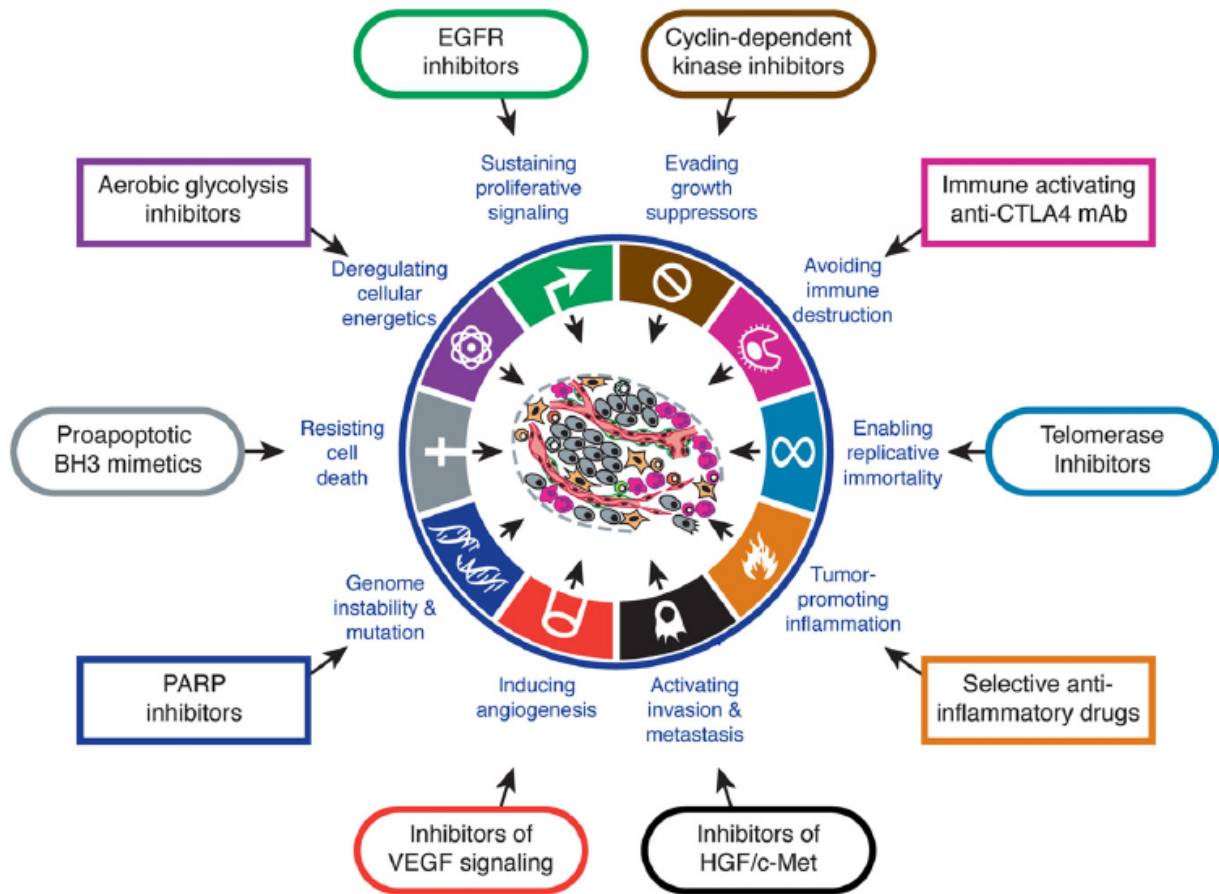 EGFR
inhibitors
Cyclin-dependent
kinase inhibitors
Sustaining
proliferative
signaling
Evading
growth
suppressors
Aerobic glycolysis
inhibitors
Immune activating
anti-CTLA4 mAb
Deregulating
cellular
energetics
Avoiding
immune
destruction
Proapoptotic
BH3 mimetics
Resisting
cell
death
Enabling
replicative
immortality
Telomerase
Inhibitors
Genome
instability &
mutation
Tumor-
promoting
inflammation
PARP
inhibitors
Inducing
angiogenesis
Activating
invasion &
metastasis
Selective anti-
inflammatory drugs
Inhibitors of
VEGF signaling
Inhibitors of
HGF/c-Met